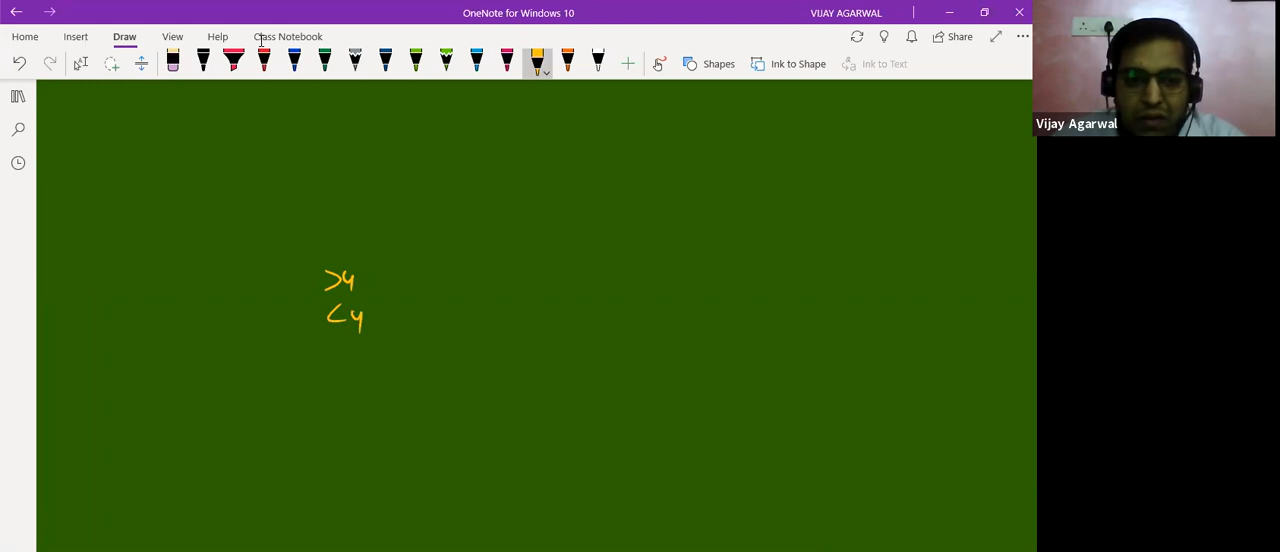 OneNote for Windows 10
VIJAY AGARWAL
Home Insert Draw View Help Class Notebook
Share
Shapes Ink to Shape Ink to Text
Vijay Agarwal
>4
<4